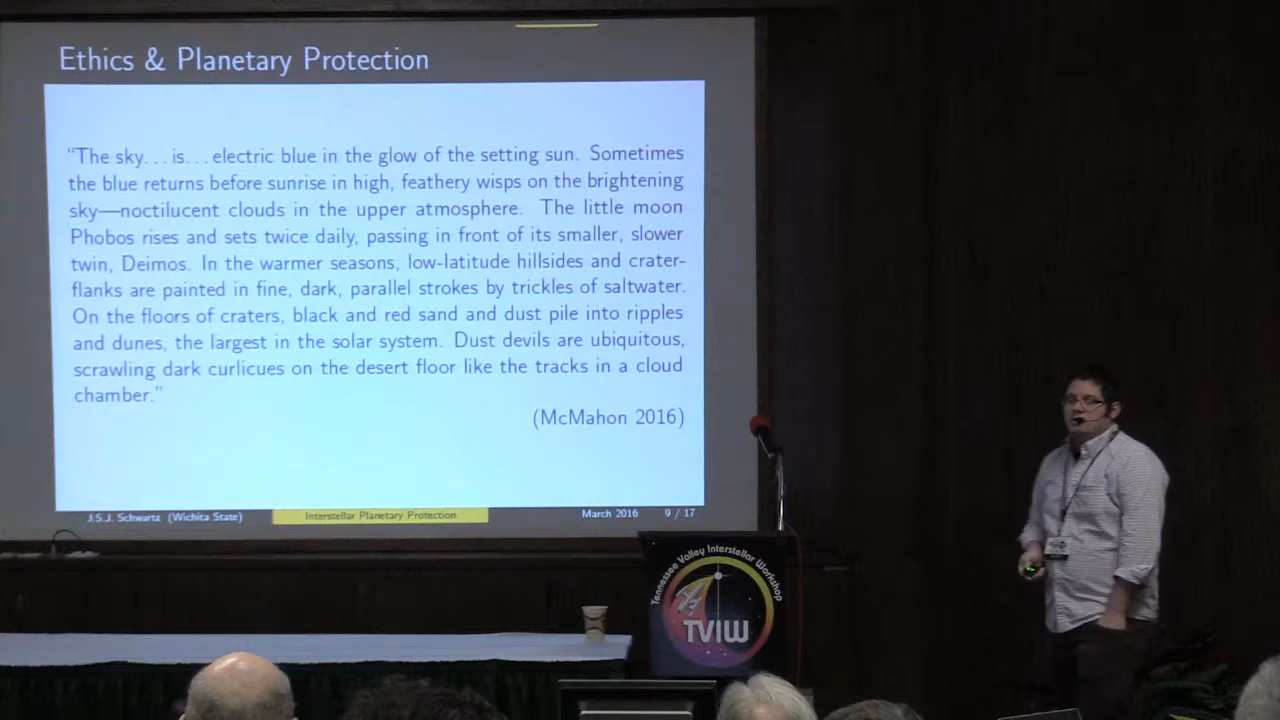 Ethics & Planetary Protection
“The sky. . . is. . . electric blue in the glow of the setting sun. Sometimes
the blue returns before sunrise in high, feathery wisps on the brightening
sky—noctilucent clouds in the upper atmosphere. The little moon
Phobos rises and sets twice daily, passing in front of its smaller, slower
twin, Deimos. In the warmer seasons, low-latitude hillsides and crater-
flanks are painted in fine, dark, parallel strokes by trickles of saltwater.
On the floors of craters, black and red sand and dust pile into ripples
and dunes, the largest in the solar system. Dust devils are ubiquitous,
scrawling dark curlicues on the desert floor like the tracks in a cloud
chamber.”
(McMahon 2016)
J.S.J. Schwartz (Wichita State)
Interstellar Planetary Protection
March 2016
9 / 17
Tennessee Valley Interstellar Workshop
TVIW